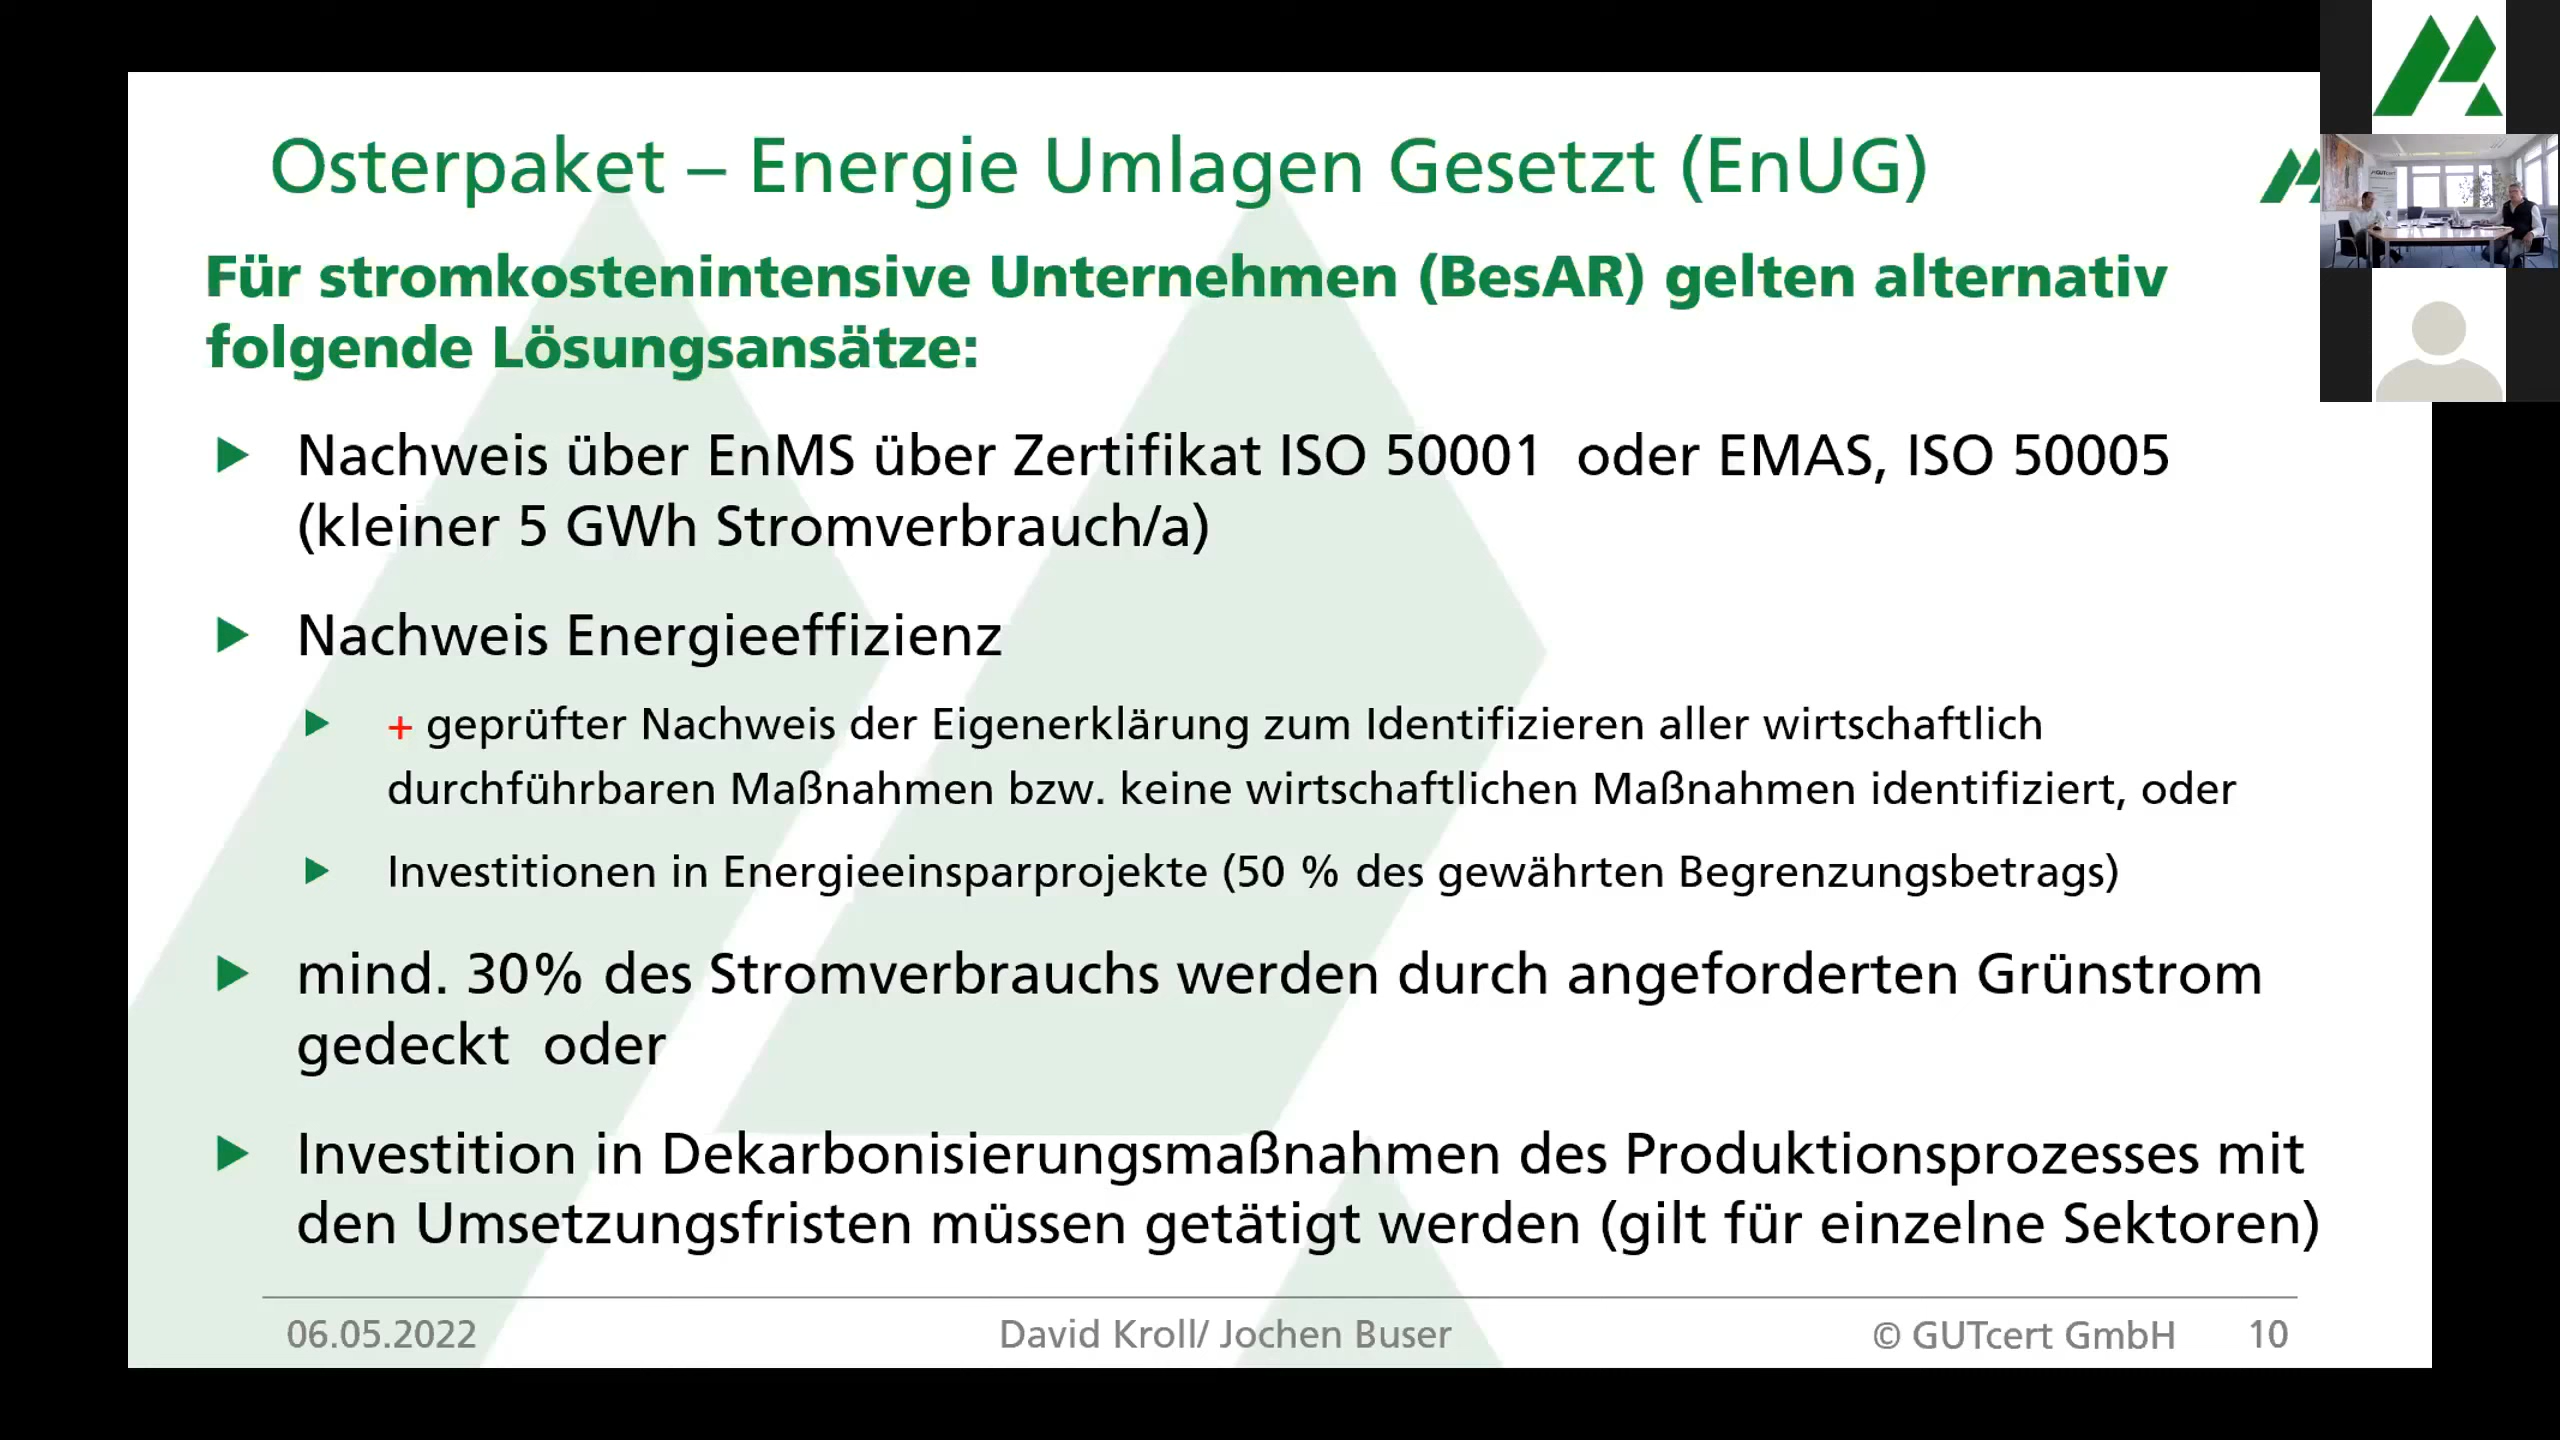 Osterpaket – Energie Umlagen Gesetzt (EnUG)
Für stromkostenintensive Unternehmen (BesAR) gelten alternativ
folgende Lösungsansätze:
Nachweis über EnMS über Zertifikat ISO 50001 oder EMAS, ISO 50005
(kleiner 5 GWh Stromverbrauch/a)
Nachweis Energieeffizienz
+ geprüfter Nachweis der Eigenerklärung zum Identifizieren aller wirtschaftlich
durchführbaren Maßnahmen bzw. keine wirtschaftlichen Maßnahmen identifiziert, oder
Investitionen in Energieeinsparprojekte (50 % des gewährten Begrenzungsbetrags)
mind. 30% des Stromverbrauchs werden durch angeforderten Grünstrom
gedeckt oder
Investition in Dekarbonisierungsmaßnahmen des Produktionsprozesses mit
den Umsetzungsfristen müssen getätigt werden (gilt für einzelne Sektoren)
06.05.2022 David Kroll/ Jochen Buser © GUTcert GmbH 10